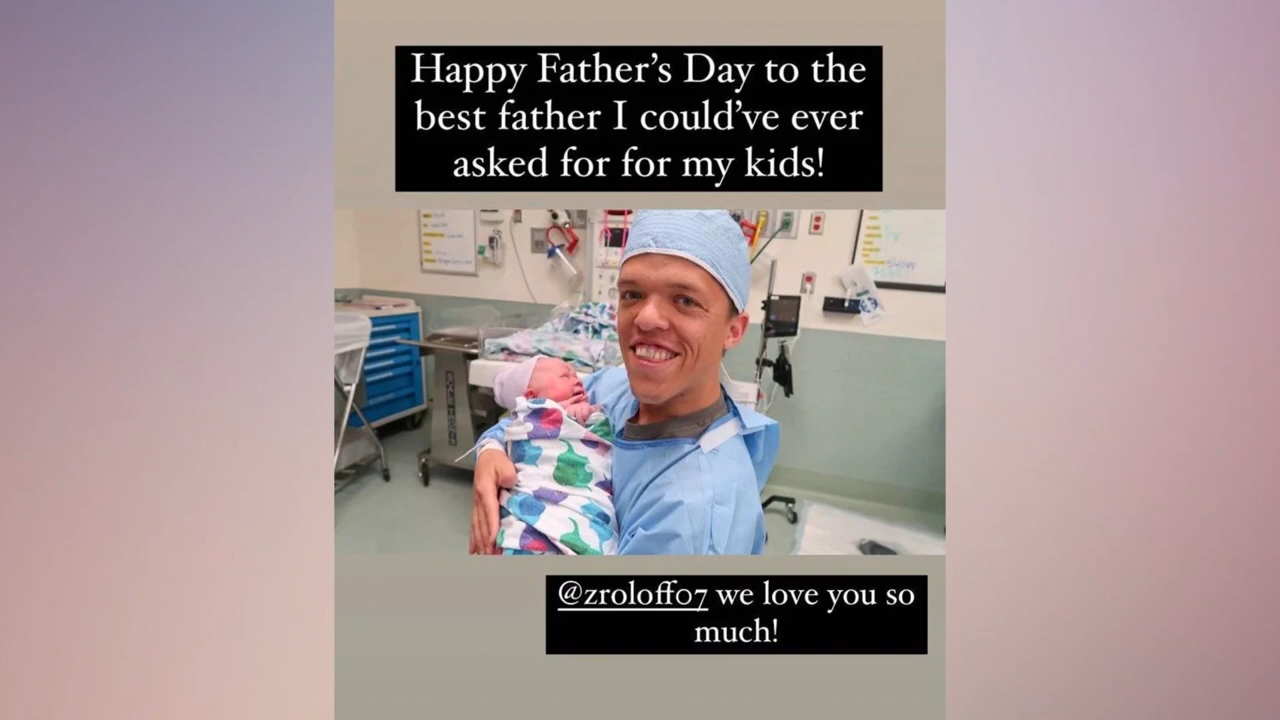 Happy Father's Day to the
best father I could've ever
asked for for my kids!
@zroloff07 we love you so
much!